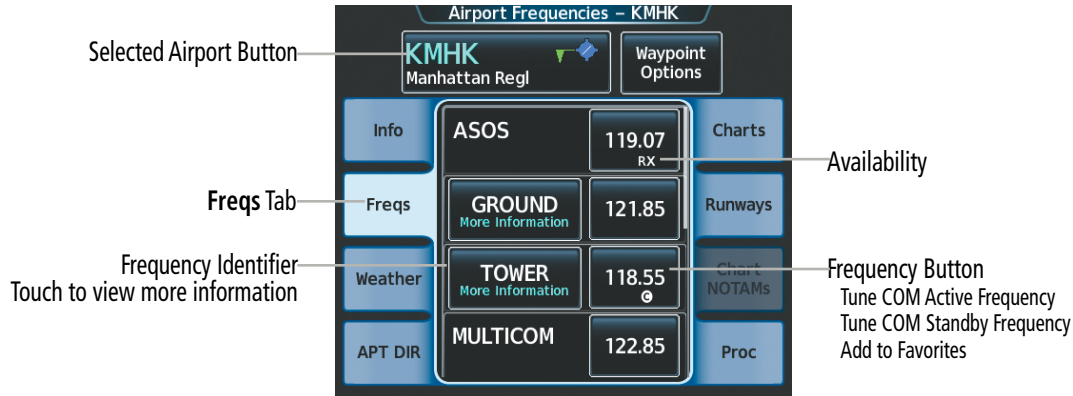 Airport Frequencies – KMHK
Selected Airport Button
KMHK
Manhattan Regl
Waypoint
Options
Info
ASOS
119.07
RX
Charts
Availability
Freqs Tab
Freqs
GROUND
More Information
121.85
Runways
Frequency Identifier
Touch to view more information
Weather
TOWER
More Information
118.55
C
Chart
NOTAMs
Frequency Button
Tune COM Active Frequency
Tune COM Standby Frequency
Add to Favorites
APT DIR
MULTICOM
122.85
Proc